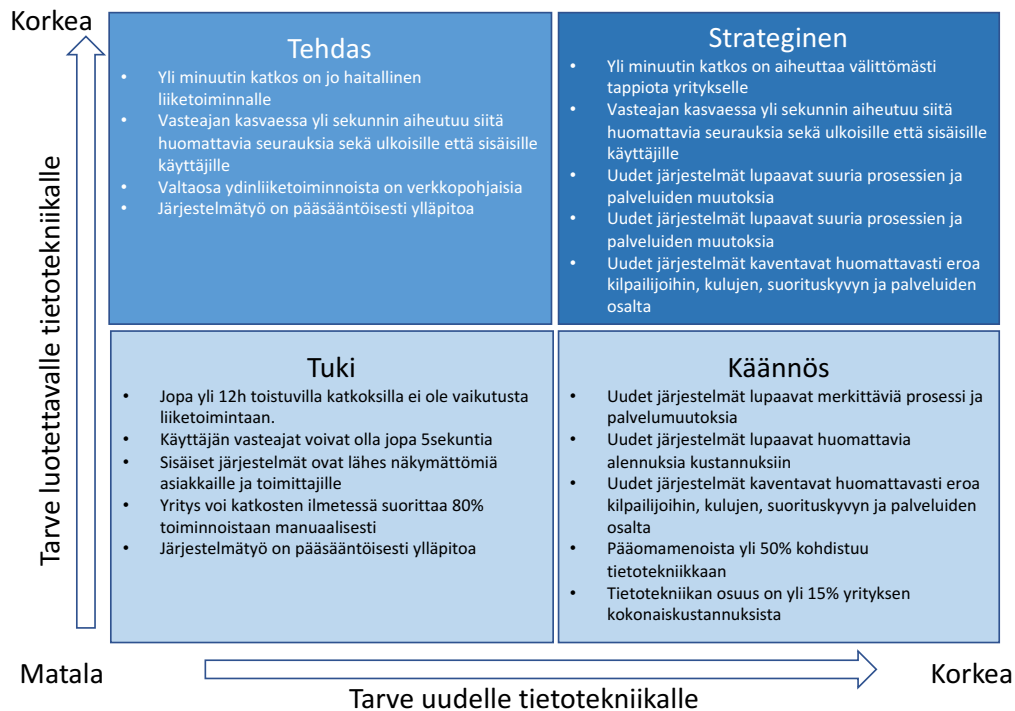 Korkea
Tarve luotettavalle tietotekniikalle
Tehdas
• Yli minuutin katkos on jo haitallinen
liiketoiminnalle
• Vasteajan kasvaessa yli sekunnin aiheutuu siitä
huomattavia seurauksia sekä ulkoisille että sisäisille
käyttäjille
• Valtaosa ydinliiketoiminnoista on verkkopohjaisia
• Järjestelmätyö on pääsääntöisesti ylläpitoa
Strateginen
• Yli minuutin katkos on aiheuttaa välittömästi
tappiota yritykselle
• Vasteajan kasvaessa yli sekunnin aiheutuu siitä
huomattavia seurauksia sekä ulkoisille että sisäisille
käyttäjille
• Uudet järjestelmät lupaavat suuria prosessien ja
palveluiden muutoksia
• Uudet järjestelmät lupaavat suuria prosessien ja
palveluiden muutoksia
• Uudet järjestelmät kaventavat huomattavasti eroa
kilpailijoihin, kulujen, suorituskyvyn ja palveluiden
osalta
Tuki
• Jopa yli 12h toistuvilla katkoksilla ei ole vaikutusta
liiketoimintaan.
• Käyttäjän vasteajat voivat olla jopa 5sekuntia
• Sisäiset järjestelmät ovat lähes näkymättömiä
asiakkaille ja toimittajille
• Yritys voi katkosten ilmetessä suorittaa 80%
toiminnoistaan manuaalisesti
• Järjestelmätyö on pääsääntöisesti ylläpitoa
Käännös
• Uudet järjestelmät lupaavat merkittäviä prosessi ja
palvelumuutoksia
• Uudet järjestelmät lupaavat huomattavia
alennuksia kustannuksiin
• Uudet järjestelmät kaventavat huomattavasti eroa
kilpailijoihin, kulujen, suorituskyvyn ja palveluiden
osalta
• Pääomamenoista yli 50% kohdistuu
tietotekniikkaan
• Tietotekniikan osuus on yli 15% yrityksen
kokonaiskustannuksista
Matala
Korkea
Tarve uudelle tietotekniikalle